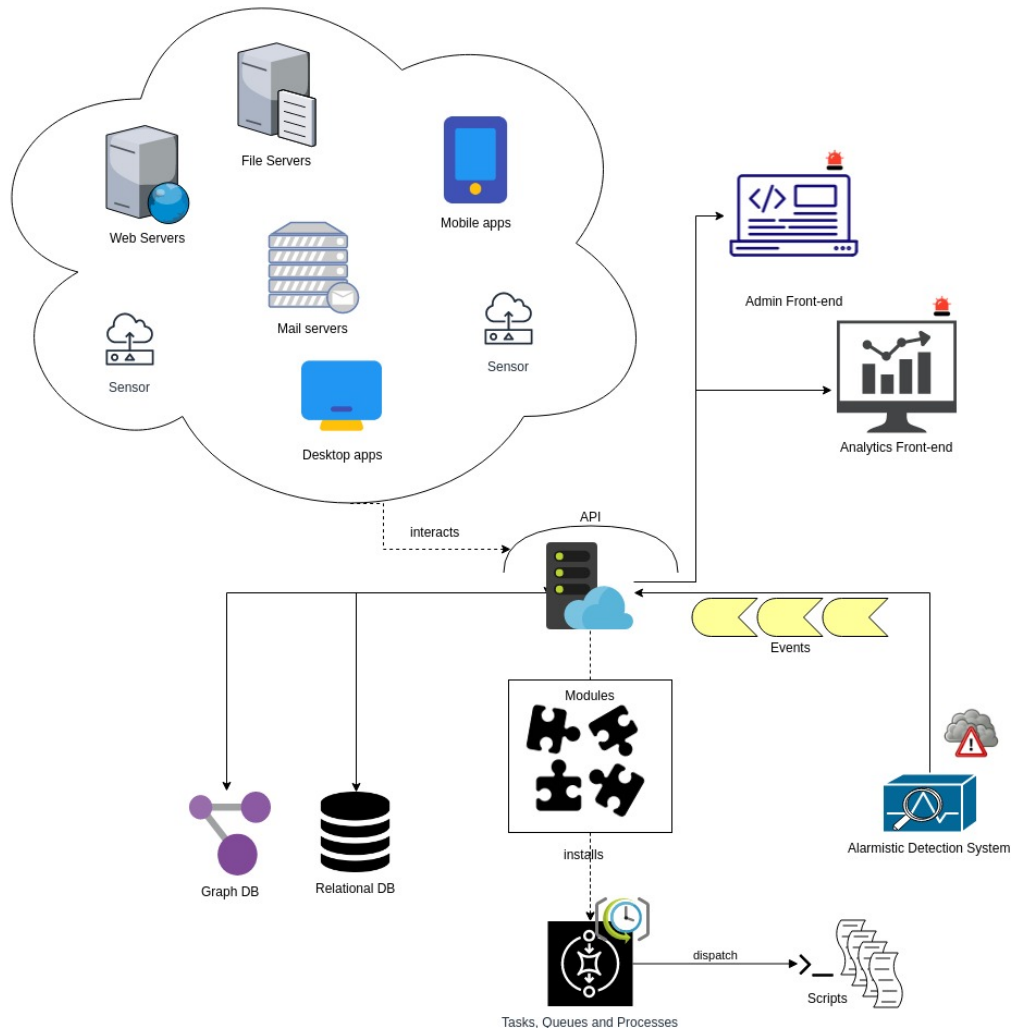 File Servers
Mobile apps
Web Servers
Mail servers
Sensor
Sensor
Desktop apps
Admin Front-end
Analytics Front-end
interacts
API
Events
Modules
Graph DB
Relational DB
installs
Alarmistic Detection System
dispatch
Scripts
Tasks, Queues and Processes